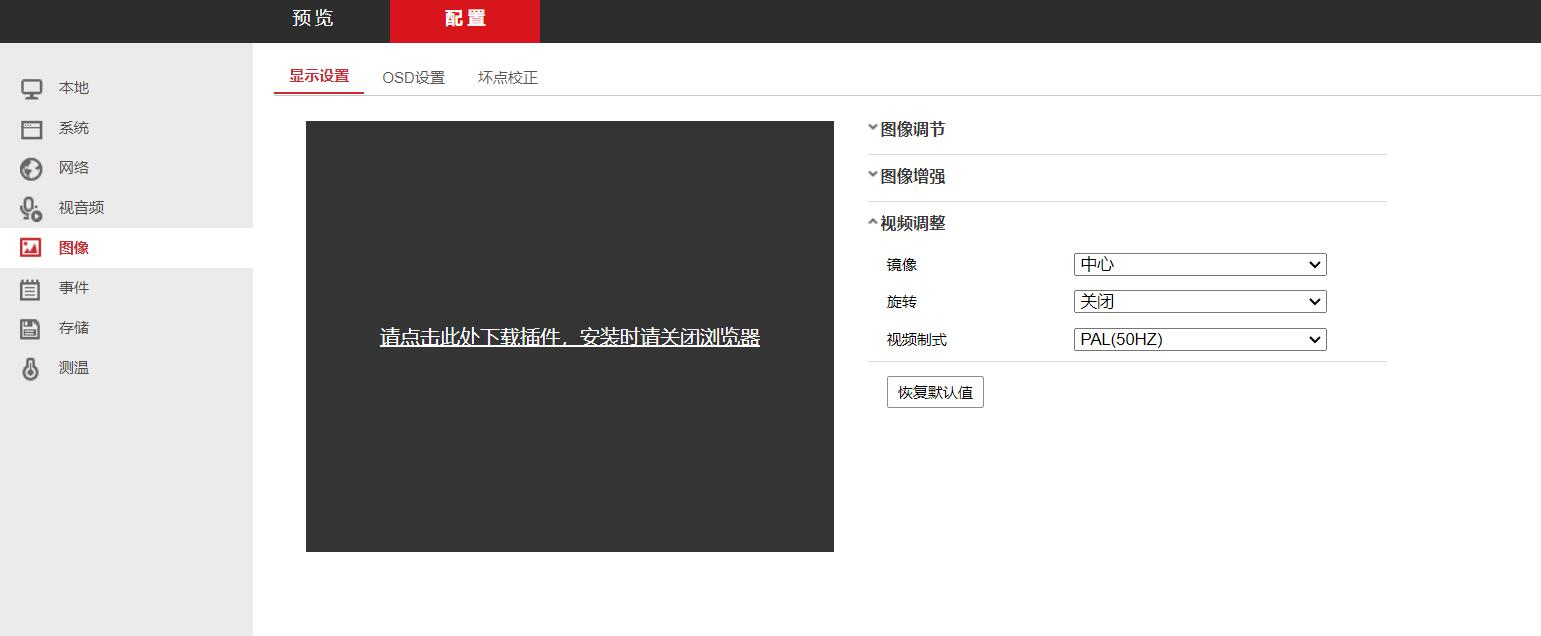 预览 配置
本地
系统
网络
视音频
图像
事件
存储
测温
显示设置 OSD设置 坏点校正
请点击此处下载插件，安装时请关闭浏览器
图像调节
图像增强
视频调整
镜像 中心
旋转 关闭
视频制式 PAL(50HZ)
恢复默认值